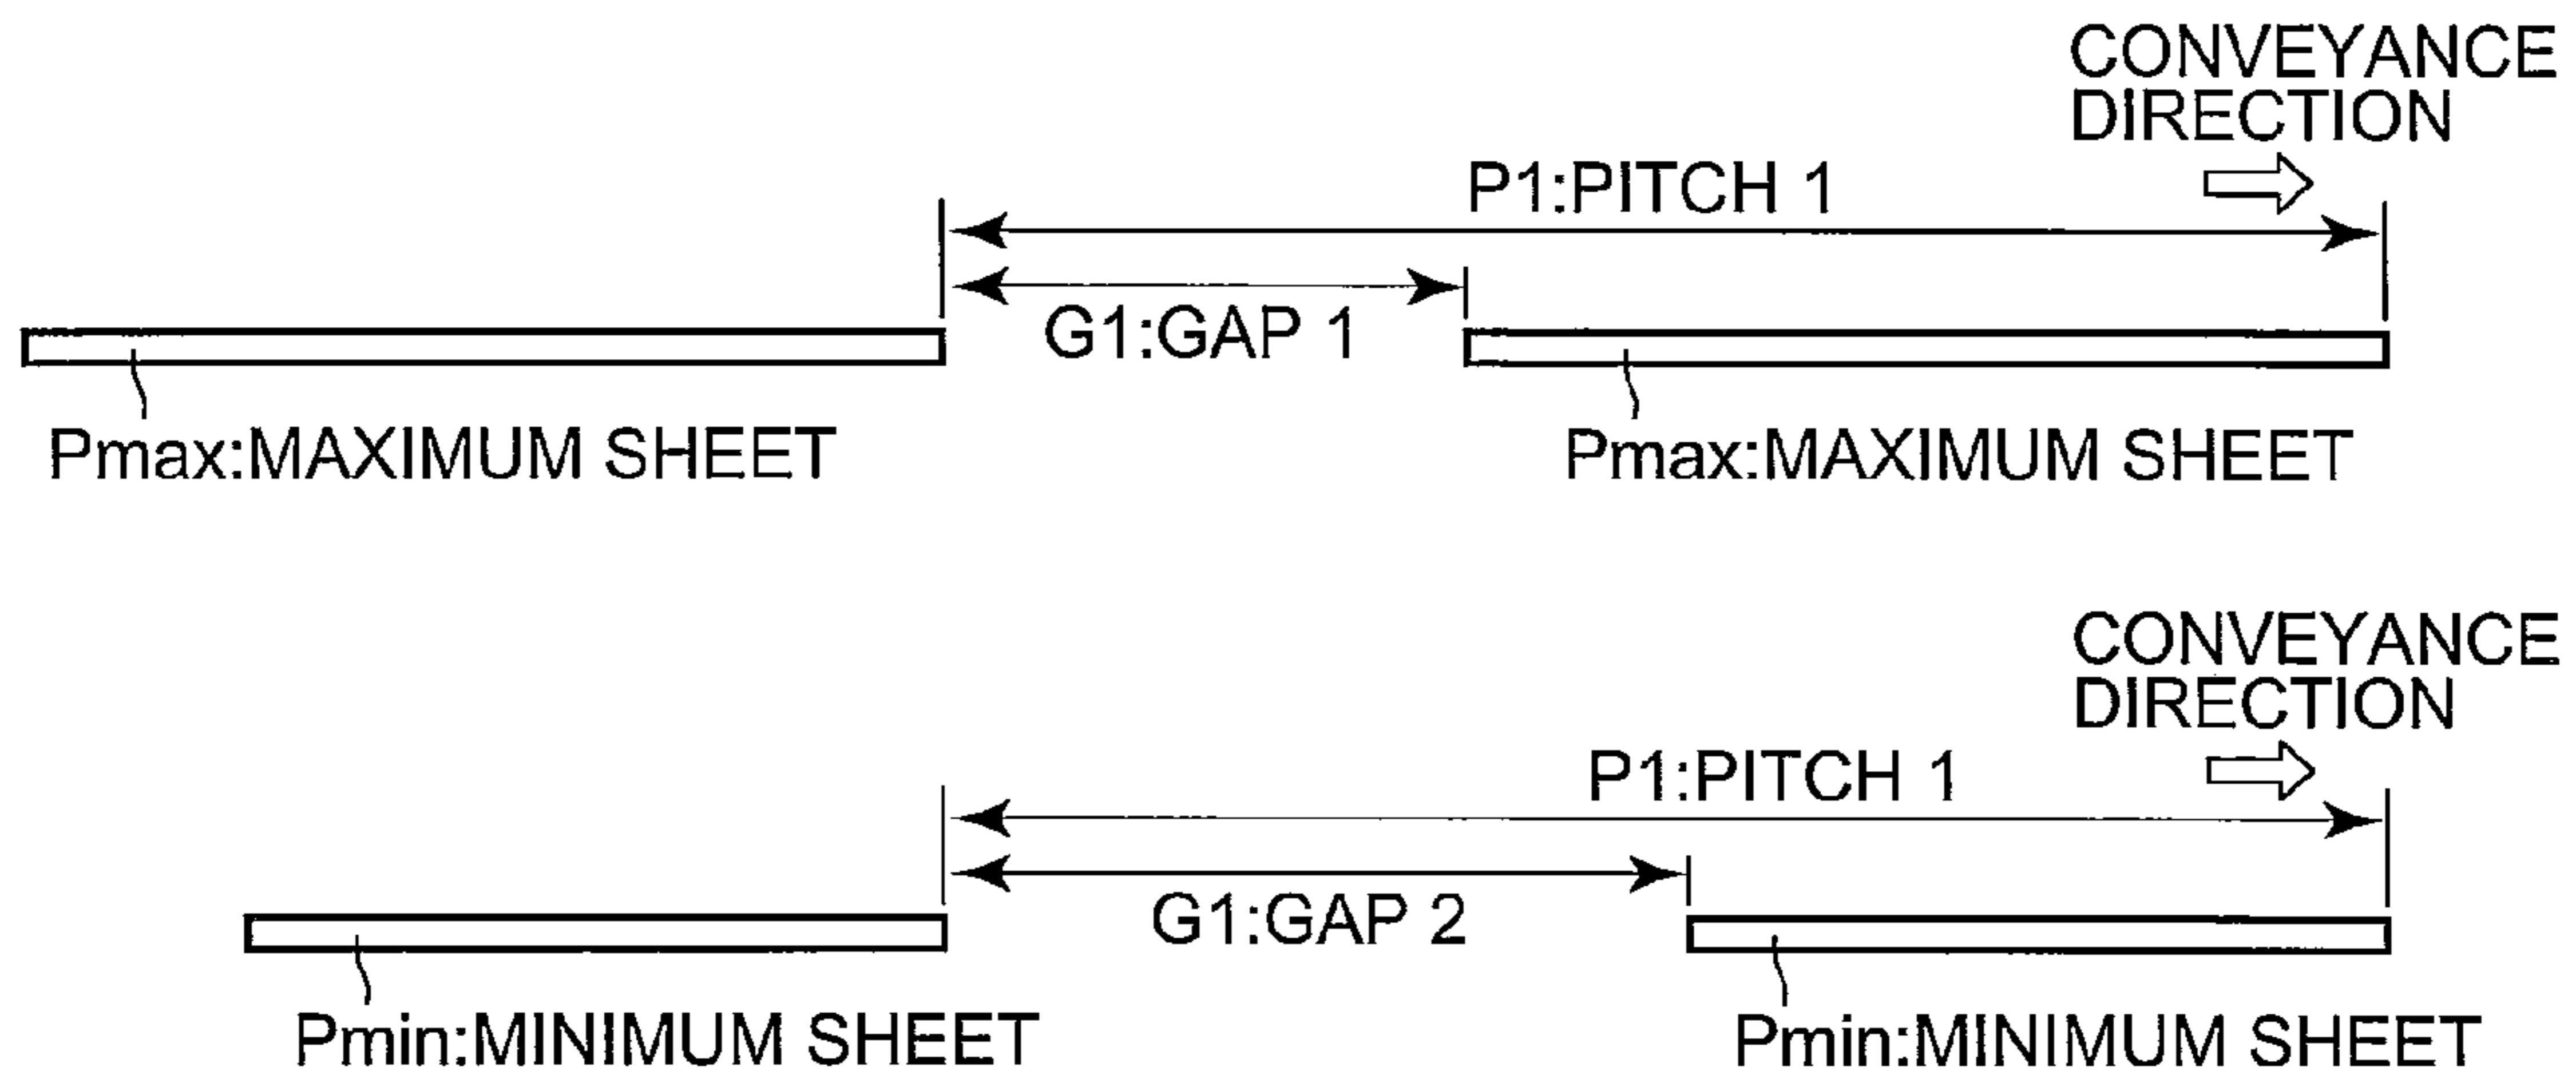 CONVEYANCE
DIRECTION
P1:PITCH 1
G1:GAP 1
Pmax:MAXIMUM SHEET
Pmax:MAXIMUM SHEET
CONVEYANCE
DIRECTION
P1:PITCH 1
G1:GAP 2
Pmin:MINIMUM SHEET
Pmin:MINIMUM SHEET